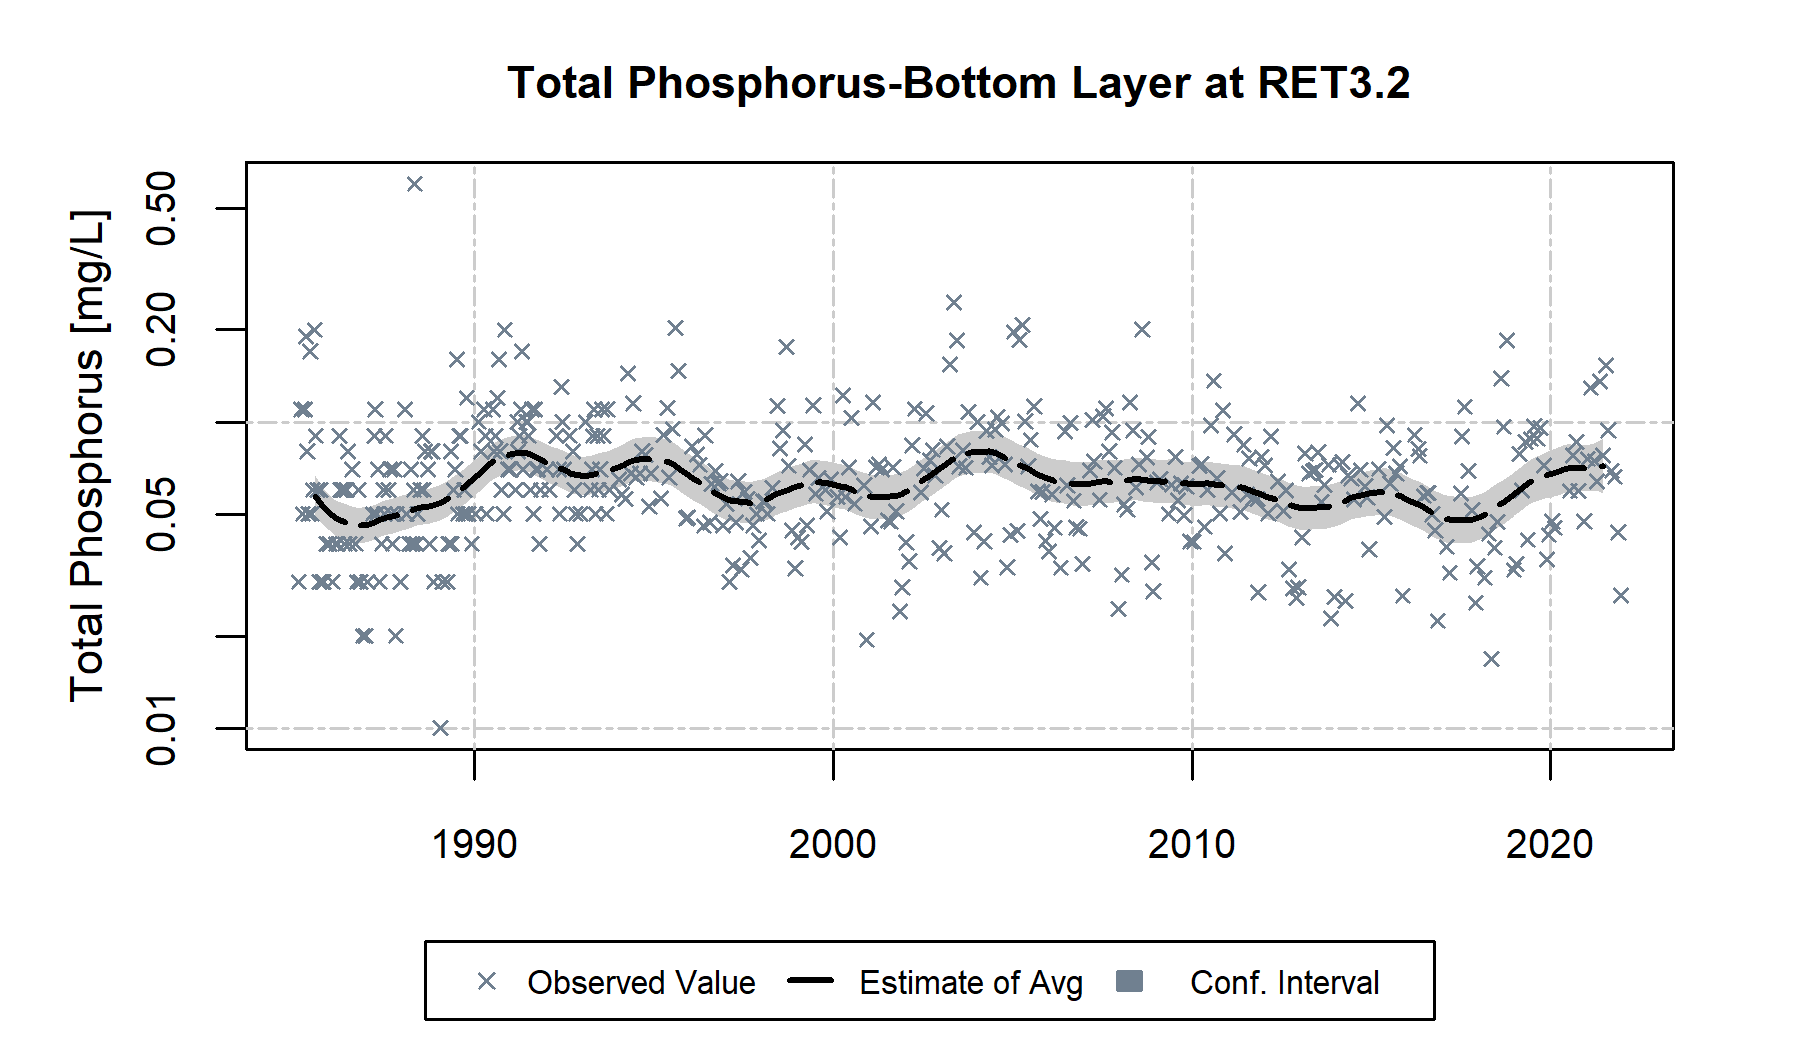 Total Phosphorus-Bottom Layer at RET3.2
Total Phosphorus [mg/L]
0.50
0.20
0.05
0.01
1990 2000 2010 2020
Observed Value Estimate of Avg Conf. Interval